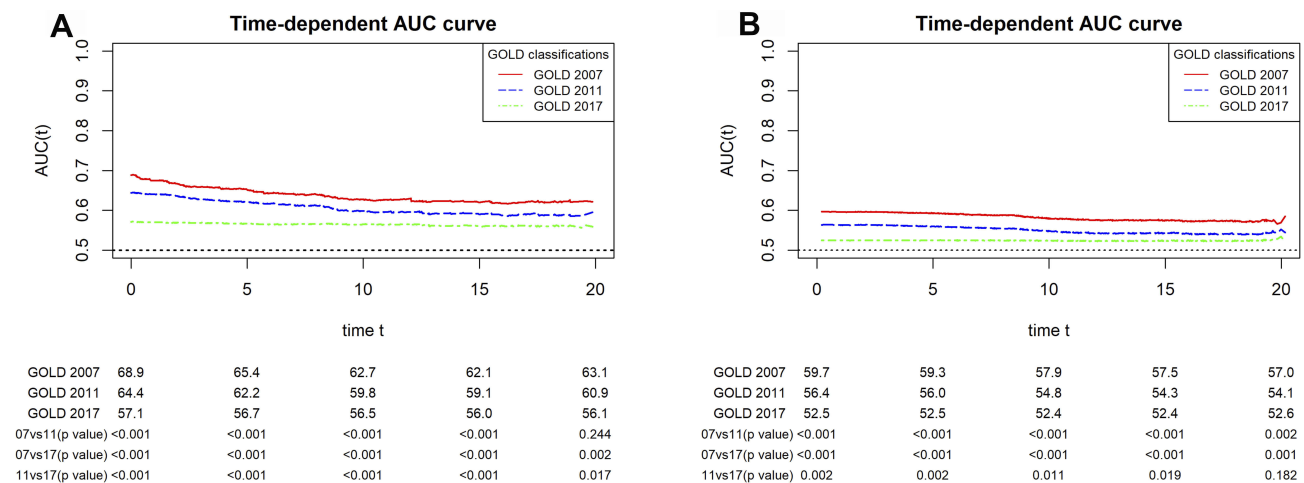 A
Time-dependent AUC curve
GOLD classifications
GOLD 2007
GOLD 2011
GOLD 2017
AUC(t)
1.0
0.9
0.8
0.7
0.6
0.5
0 5 10 15 20
time t
GOLD 2007 68.9 65.4 62.7 62.1 63.1
GOLD 2011 64.4 62.2 59.8 59.1 60.9
GOLD 2017 57.1 56.7 56.5 56.0 56.1
07vs11(p value) <0.001 <0.001 <0.001 <0.001 0.244
07vs17(p value) <0.001 <0.001 <0.001 <0.001 0.002
11vs17(p value) <0.001 <0.001 <0.001 <0.001 0.017
B
Time-dependent AUC curve
GOLD classifications
GOLD 2007
GOLD 2011
GOLD 2017
AUC(t)
1.0
0.9
0.8
0.7
0.6
0.5
0 5 10 15 20
time t
GOLD 2007 59.7 59.3 57.9 57.5 57.0
GOLD 2011 56.4 56.0 54.8 54.3 54.1
GOLD 2017 52.5 52.5 52.4 52.4 52.6
07vs11(p value) <0.001 <0.001 <0.001 <0.001 0.002
07vs17(p value) <0.001 <0.001 <0.001 <0.001 0.001
11vs17(p value) 0.002 0.002 0.011 0.019 0.182